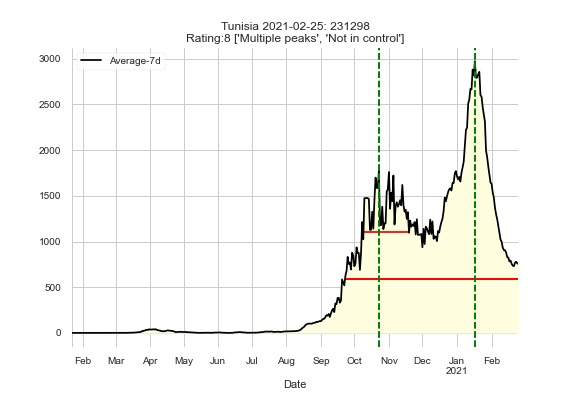 Tunisia 2021-02-25: 231298
Rating:8 ['Multiple peaks', 'Not in control']
Average-7d
3000
2500
2000
1500
1000
500
0
Feb Mar Apr May Jun Jul Aug Sep Oct Nov Dec Jan Feb
2021
Date